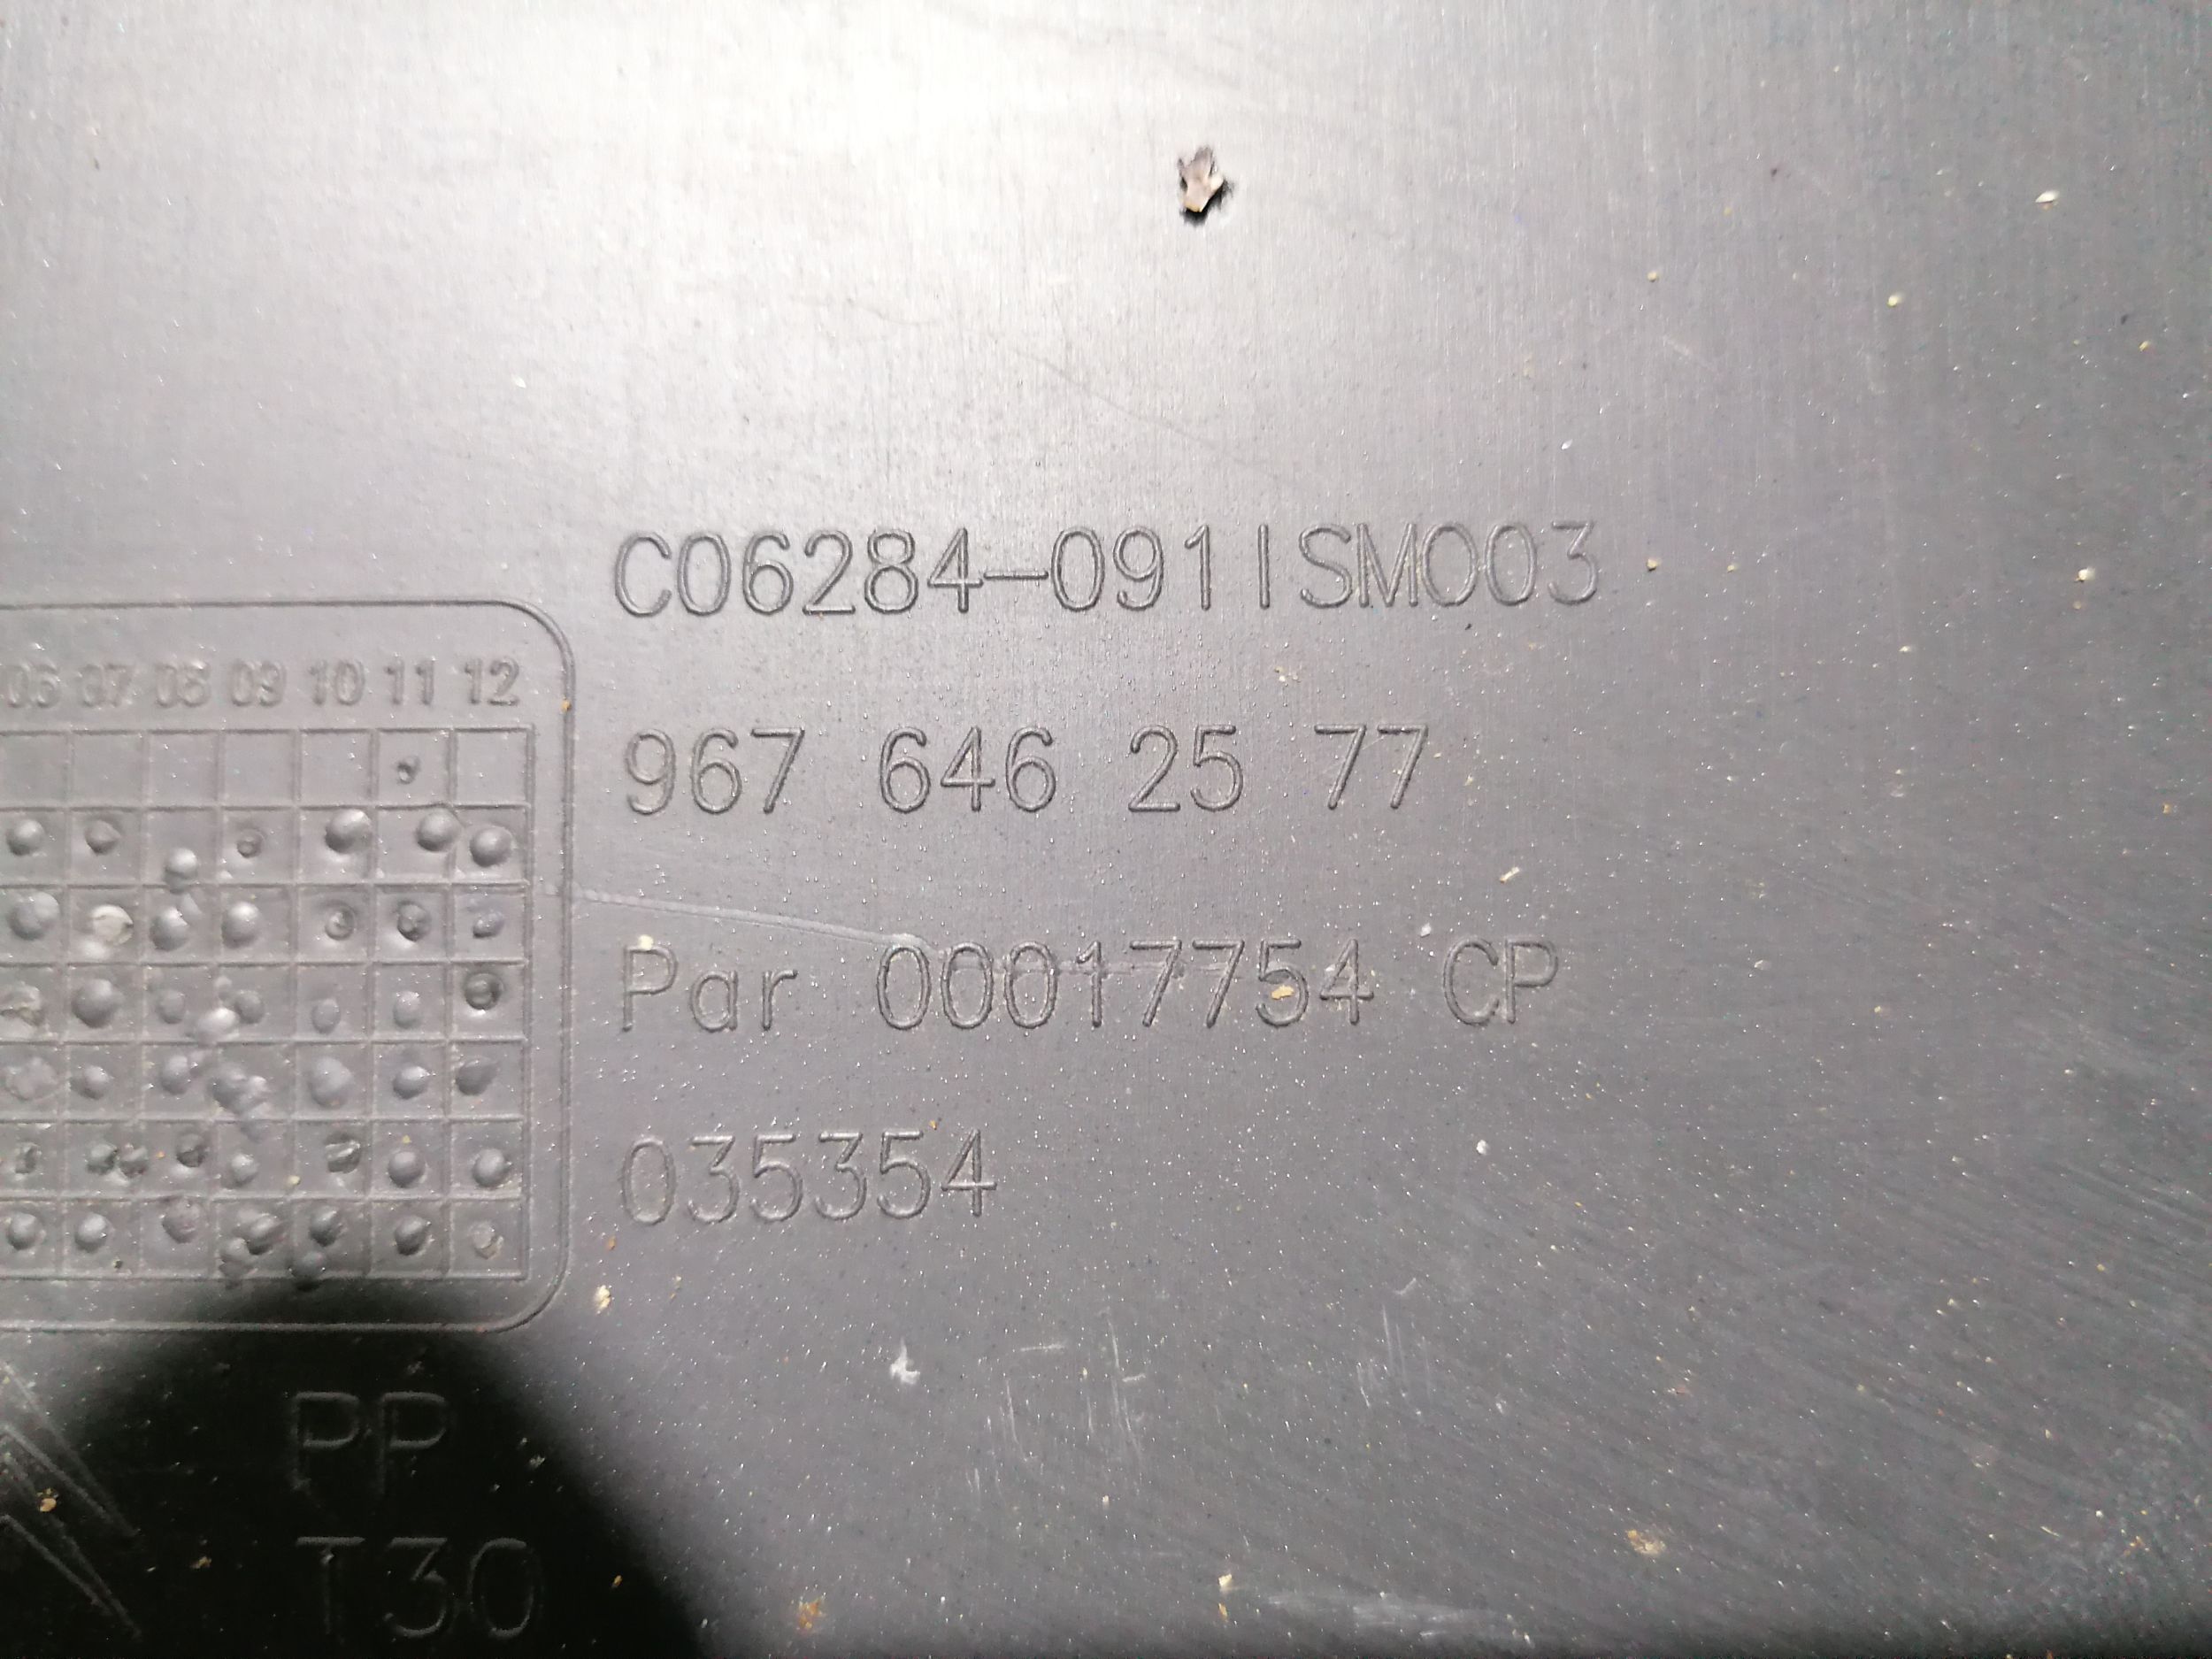 C06284-0911SM003
06 07 08 09 10 11 12
967 646 25 77
Par 00017754 CP
035354
PP
T30